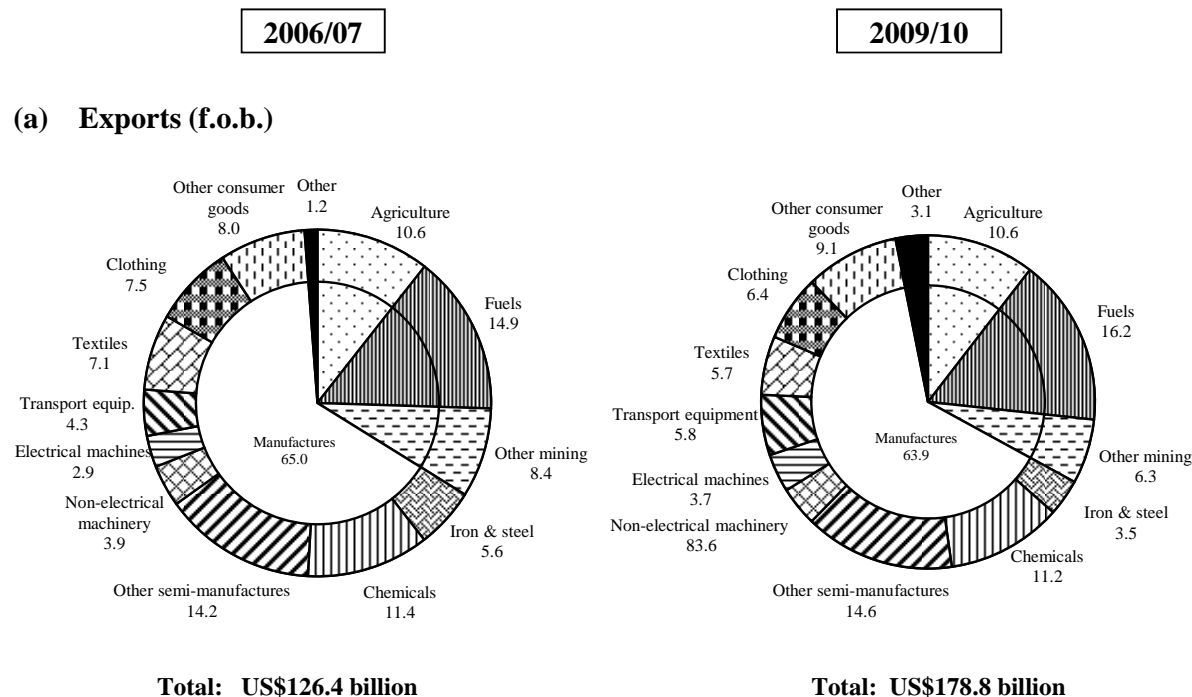 2006/07
2009/10
(a) Exports (f.o.b.)
Other consumer
goods
8.0
Other
1.2
Agriculture
10.6
Fuels
14.9
Other mining
8.4
Iron & steel
5.6
Chemicals
11.4
Other semi-manufactures
14.2
Non-electrical
machinery
3.9
Electrical machines
2.9
Transport equip.
4.3
Textiles
7.1
Clothing
7.5
Manufactures
65.0
Total: US$126.4 billion
Other consumer
goods
9.1
Other
3.1
Agriculture
10.6
Fuels
16.2
Other mining
6.3
Iron & steel
3.5
Chemicals
11.2
Other semi-manufactures
14.6
Non-electrical machinery
83.6
Electrical machines
3.7
Transport equipment
5.8
Textiles
5.7
Clothing
6.4
Manufactures
63.9
Total: US$178.8 billion